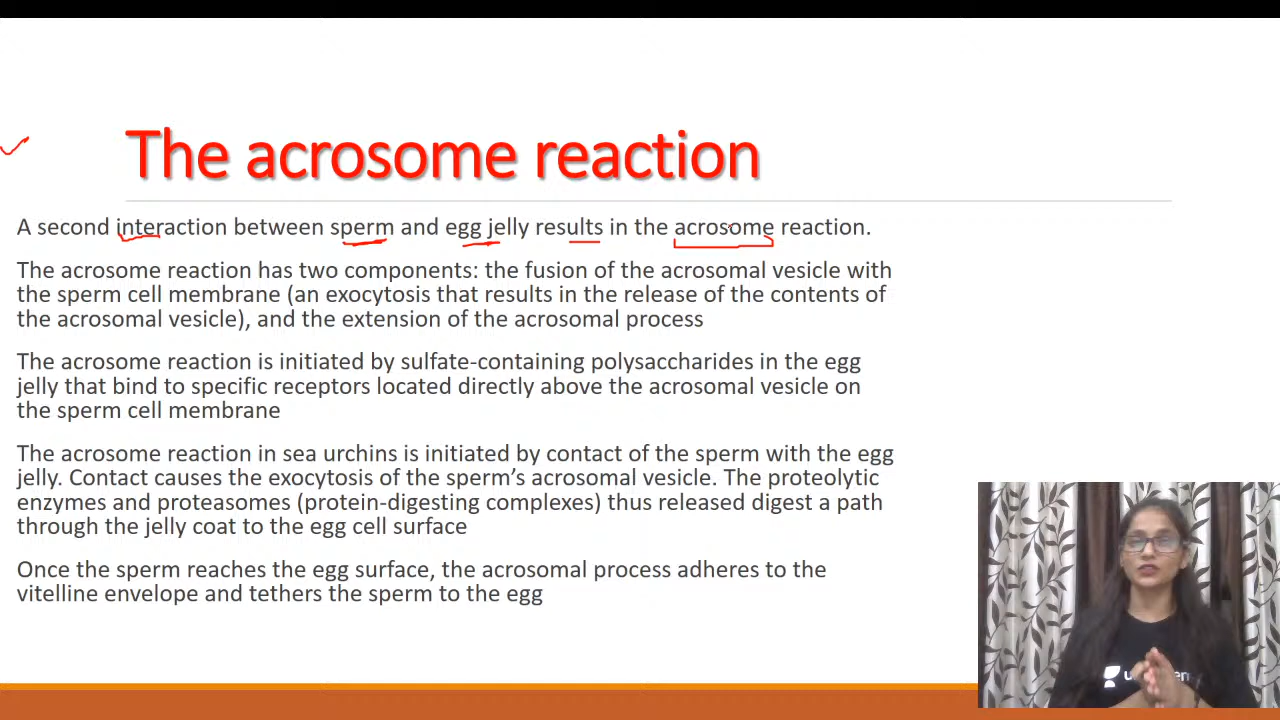 The acrosome reaction
A second interaction between sperm and egg jelly results in the acrosome reaction.
The acrosome reaction has two components: the fusion of the acrosomal vesicle with
the sperm cell membrane (an exocytosis that results in the release of the contents of
the acrosomal vesicle), and the extension of the acrosomal process
The acrosome reaction is initiated by sulfate-containing polysaccharides in the egg
jelly that bind to specific receptors located directly above the acrosomal vesicle on
the sperm cell membrane
The acrosome reaction in sea urchins is initiated by contact of the sperm with the egg
jelly. Contact causes the exocytosis of the sperm’s acrosomal vesicle. The proteolytic
enzymes and proteasomes (protein-digesting complexes) thus released digest a path
through the jelly coat to the egg cell surface
Once the sperm reaches the egg surface, the acrosomal process adheres to the
vitelline envelope and tethers the sperm to the egg